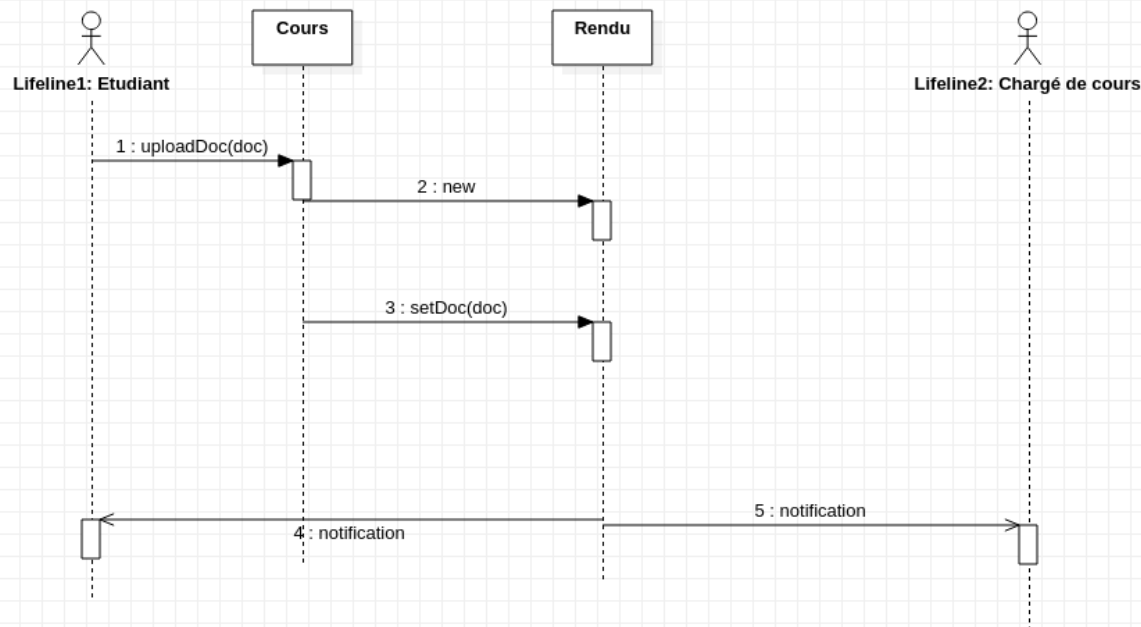 Cours
Rendu
Lifeline1: Etudiant
Lifeline2: Chargé de cours
1 : uploadDoc(doc)
2 : new
3 : setDoc(doc)
5 : notification
4 : notification